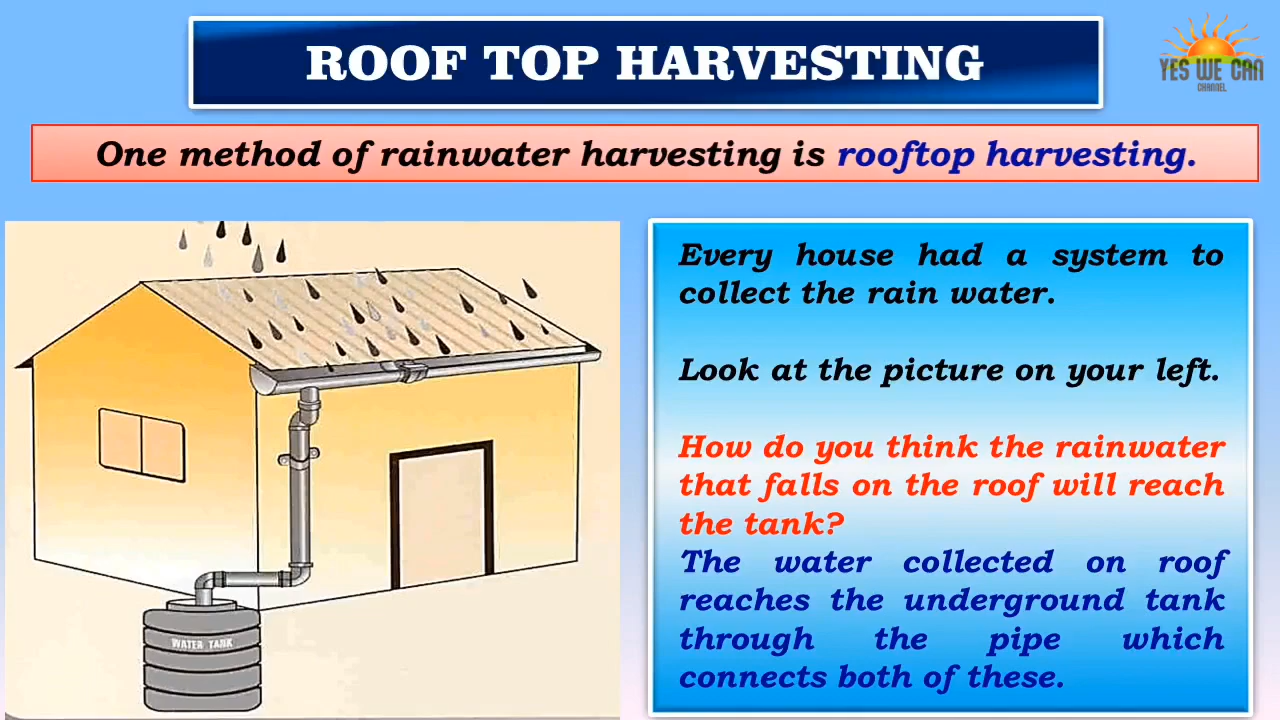 ROOF TOP HARVESTING
YES WE CAN
CHANNEL
One method of rainwater harvesting is rooftop harvesting.
Every house had a system to
collect the rain water.
Look at the picture on your left.
How do you think the rainwater
that falls on the roof will reach
the tank?
The water collected on roof
reaches the underground tank
through the pipe which
connects both of these.
WATER TANK